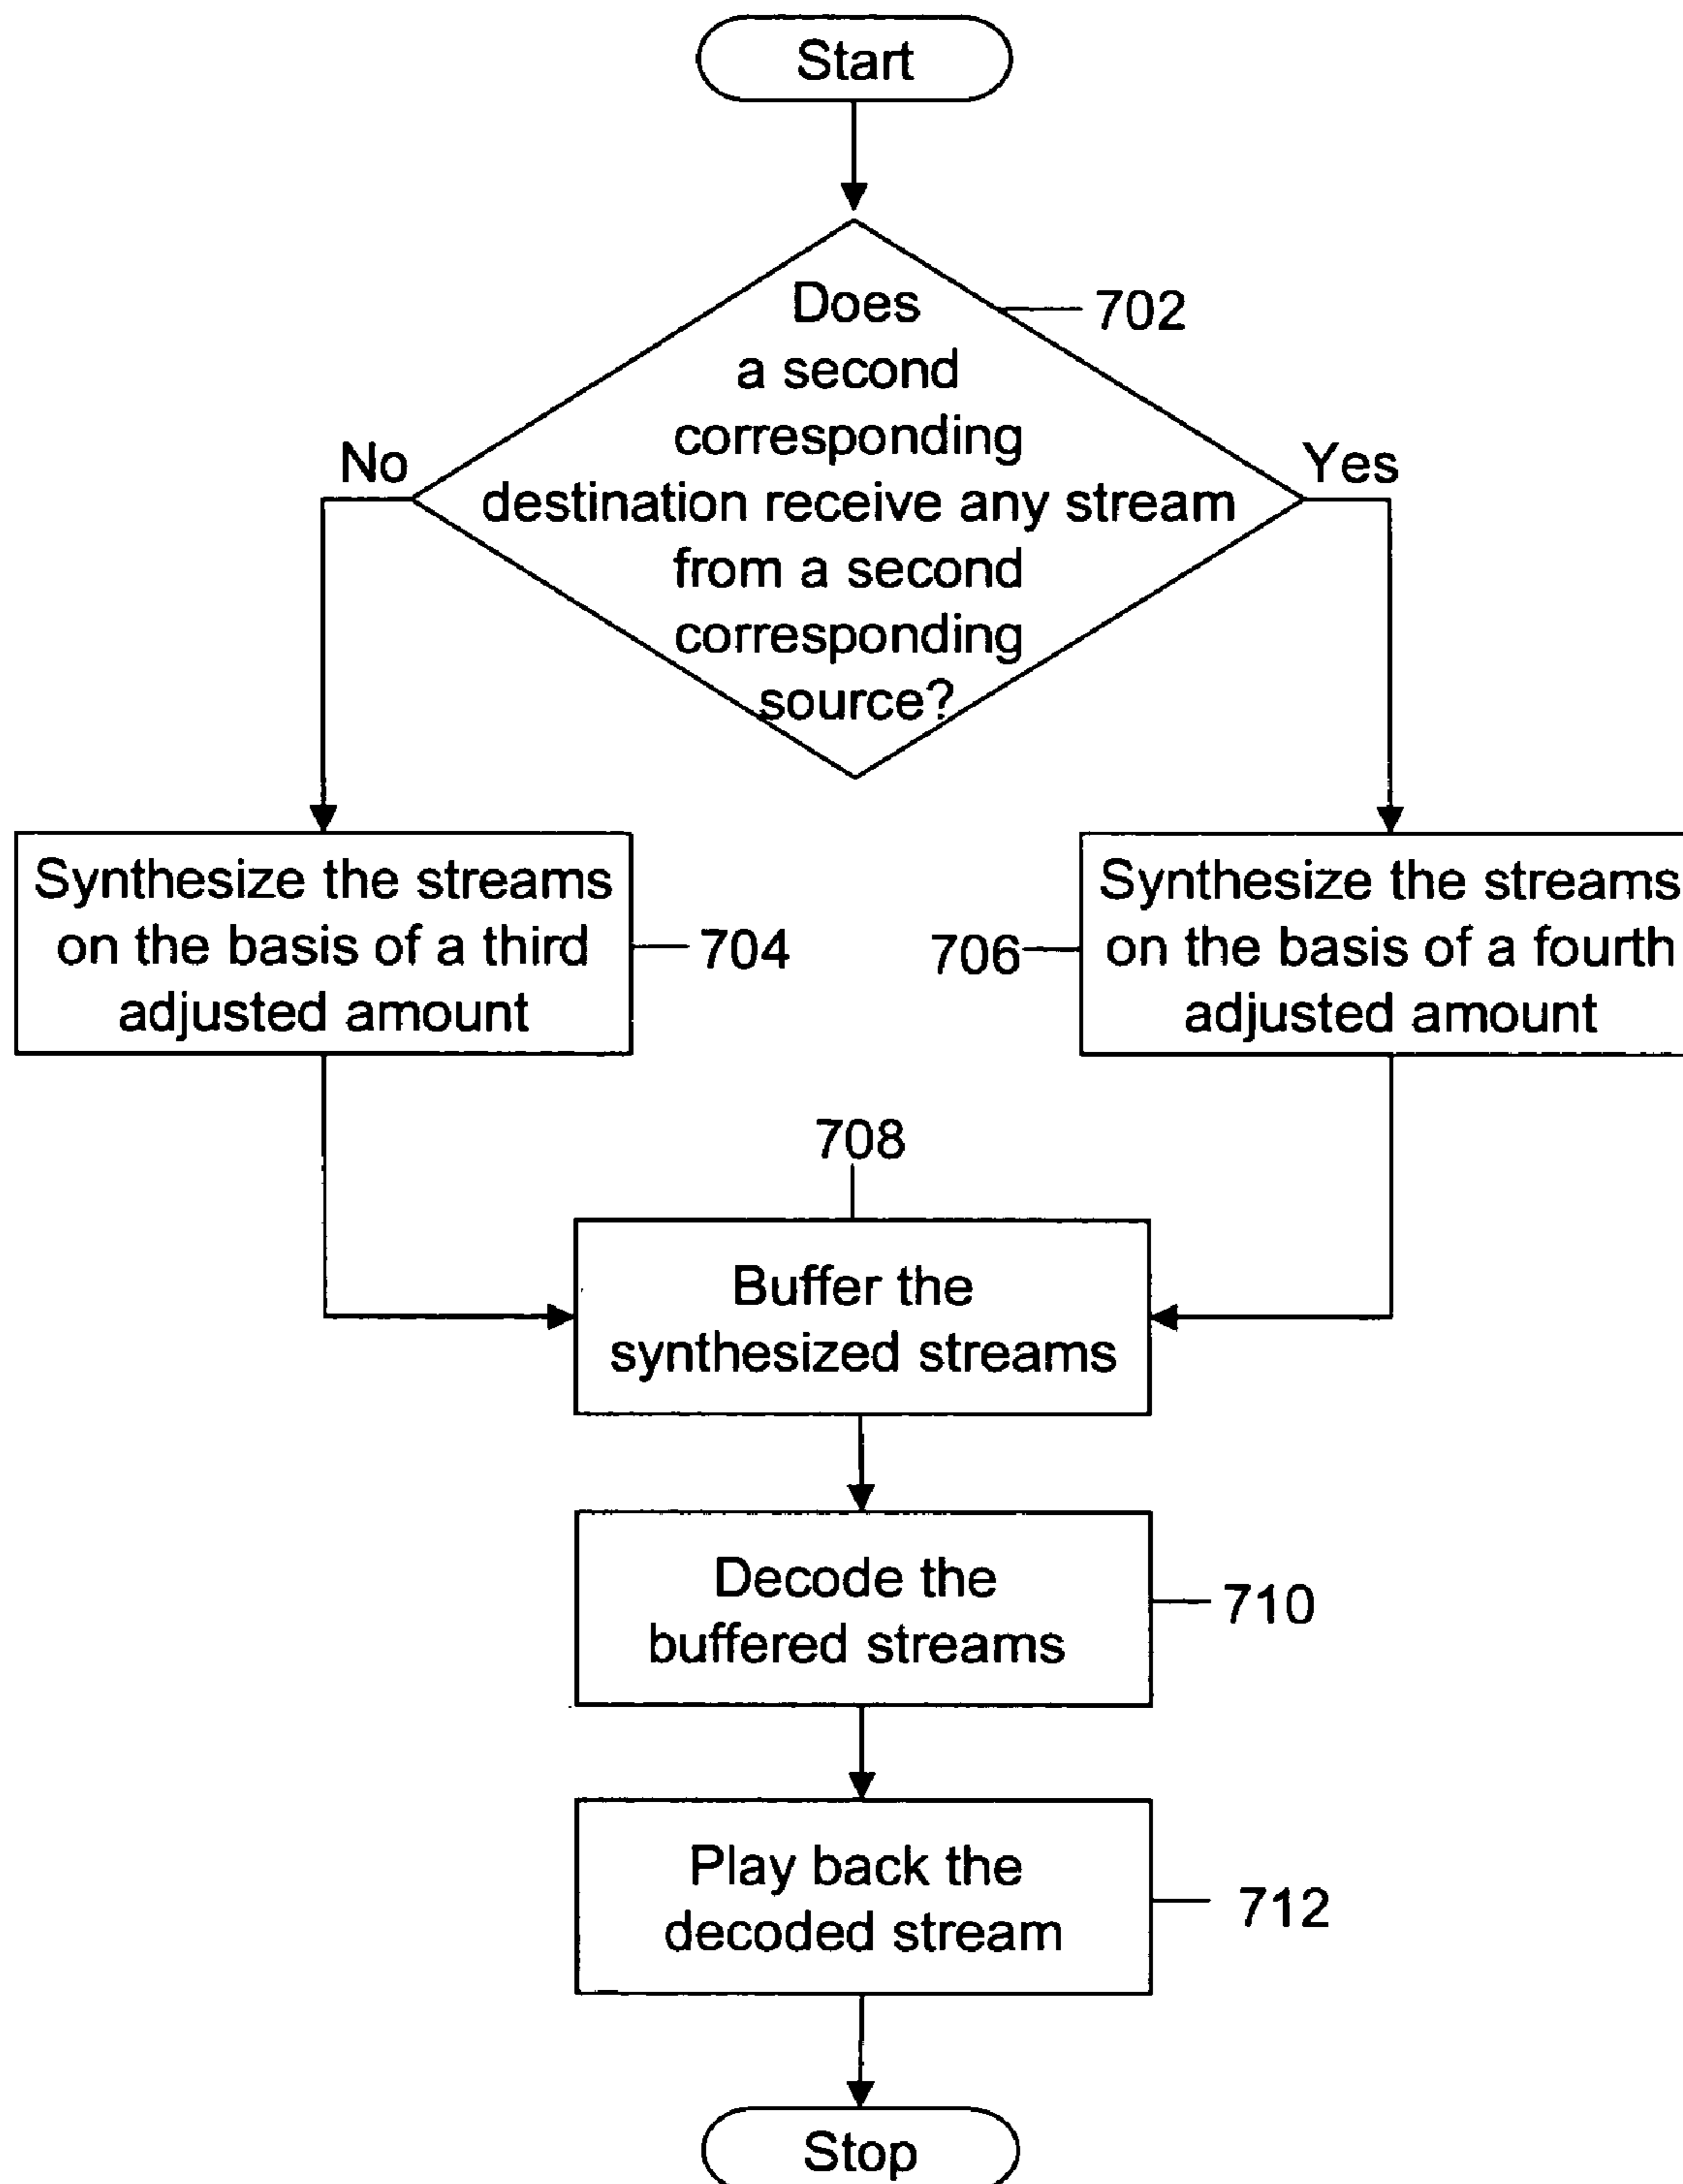 Start
Does
a second
corresponding
destination receive any stream
from a second
corresponding
source?
702
No
Yes
Synthesize the streams
on the basis of a third
adjusted amount
704
706
Synthesize the streams
on the basis of a fourth
adjusted amount
708
Buffer the
synthesized streams
Decode the
buffered streams
710
Play back the
decoded stream
712
Stop